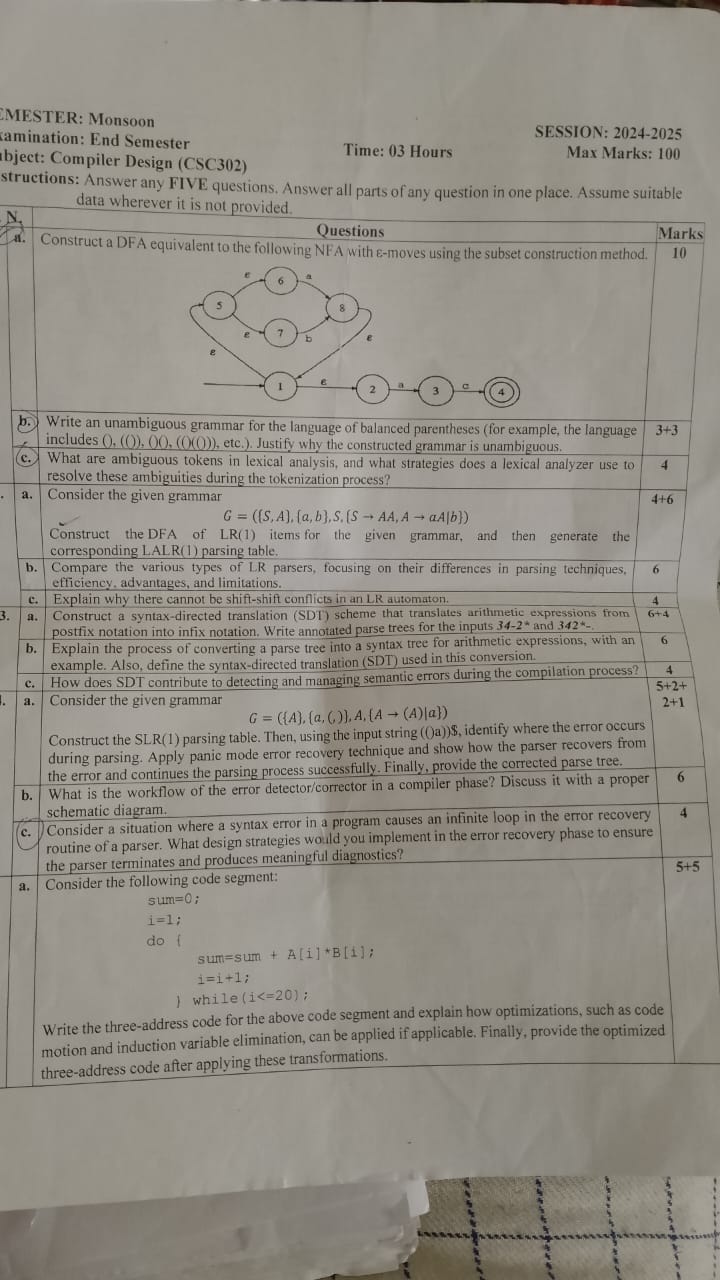 EMESTER: Monsoon
SESSION: 2024-2025
xamination: End Semester
Time: 03 Hours
Max Marks: 100
bject: Compiler Design (CSC302)
structions: Answer any FIVE questions. Answer all parts of any question in one place. Assume suitable
data wherever it is not provided.
N. Questions Marks
a. Construct a DFA equivalent to the following NFA with ε-moves using the subset construction method. 10
ε 6 a
5 8
ε 7 b ε
ε
1 ε 2 a 3 c 4
b. Write an unambiguous grammar for the language of balanced parentheses (for example, the language 3+3
includes (), (()), ()(), (()(())), etc.). Justify why the constructed grammar is unambiguous.
c. What are ambiguous tokens in lexical analysis, and what strategies does a lexical analyzer use to 4
resolve these ambiguities during the tokenization process?
. a. Consider the given grammar 4+6
G = ({S, A}, {a, b}, S, {S → AA, A → aA|b})
Construct the DFA of LR(1) items for the given grammar, and then generate the
corresponding LALR(1) parsing table.
b. Compare the various types of LR parsers, focusing on their differences in parsing techniques, 6
efficiency, advantages, and limitations.
c. Explain why there cannot be shift-shift conflicts in an LR automaton. 4
3. a. Construct a syntax-directed translation (SDT) scheme that translates arithmetic expressions from 6+4
postfix notation into infix notation. Write annotated parse trees for the inputs 34-2* and 342*-.
b. Explain the process of converting a parse tree into a syntax tree for arithmetic expressions, with an 6
example. Also, define the syntax-directed translation (SDT) used in this conversion.
c. How does SDT contribute to detecting and managing semantic errors during the compilation process? 4
. a. Consider the given grammar 5+2+
2+1
G = ({A}, {a, (, )}, A, {A → (A)|a})
Construct the SLR(1) parsing table. Then, using the input string (()a))$, identify where the error occurs
during parsing. Apply panic mode error recovery technique and show how the parser recovers from
the error and continues the parsing process successfully. Finally, provide the corrected parse tree.
b. What is the workflow of the error detector/corrector in a compiler phase? Discuss it with a proper 6
schematic diagram.
c. Consider a situation where a syntax error in a program causes an infinite loop in the error recovery 4
routine of a parser. What design strategies would you implement in the error recovery phase to ensure
the parser terminates and produces meaningful diagnostics?
a. Consider the following code segment: 5+5
sum=0;
i=1;
do {
sum=sum + A[i]*B[i];
i=i+1;
} while(i<=20);
Write the three-address code for the above code segment and explain how optimizations, such as code
motion and induction variable elimination, can be applied if applicable. Finally, provide the optimized
three-address code after applying these transformations.